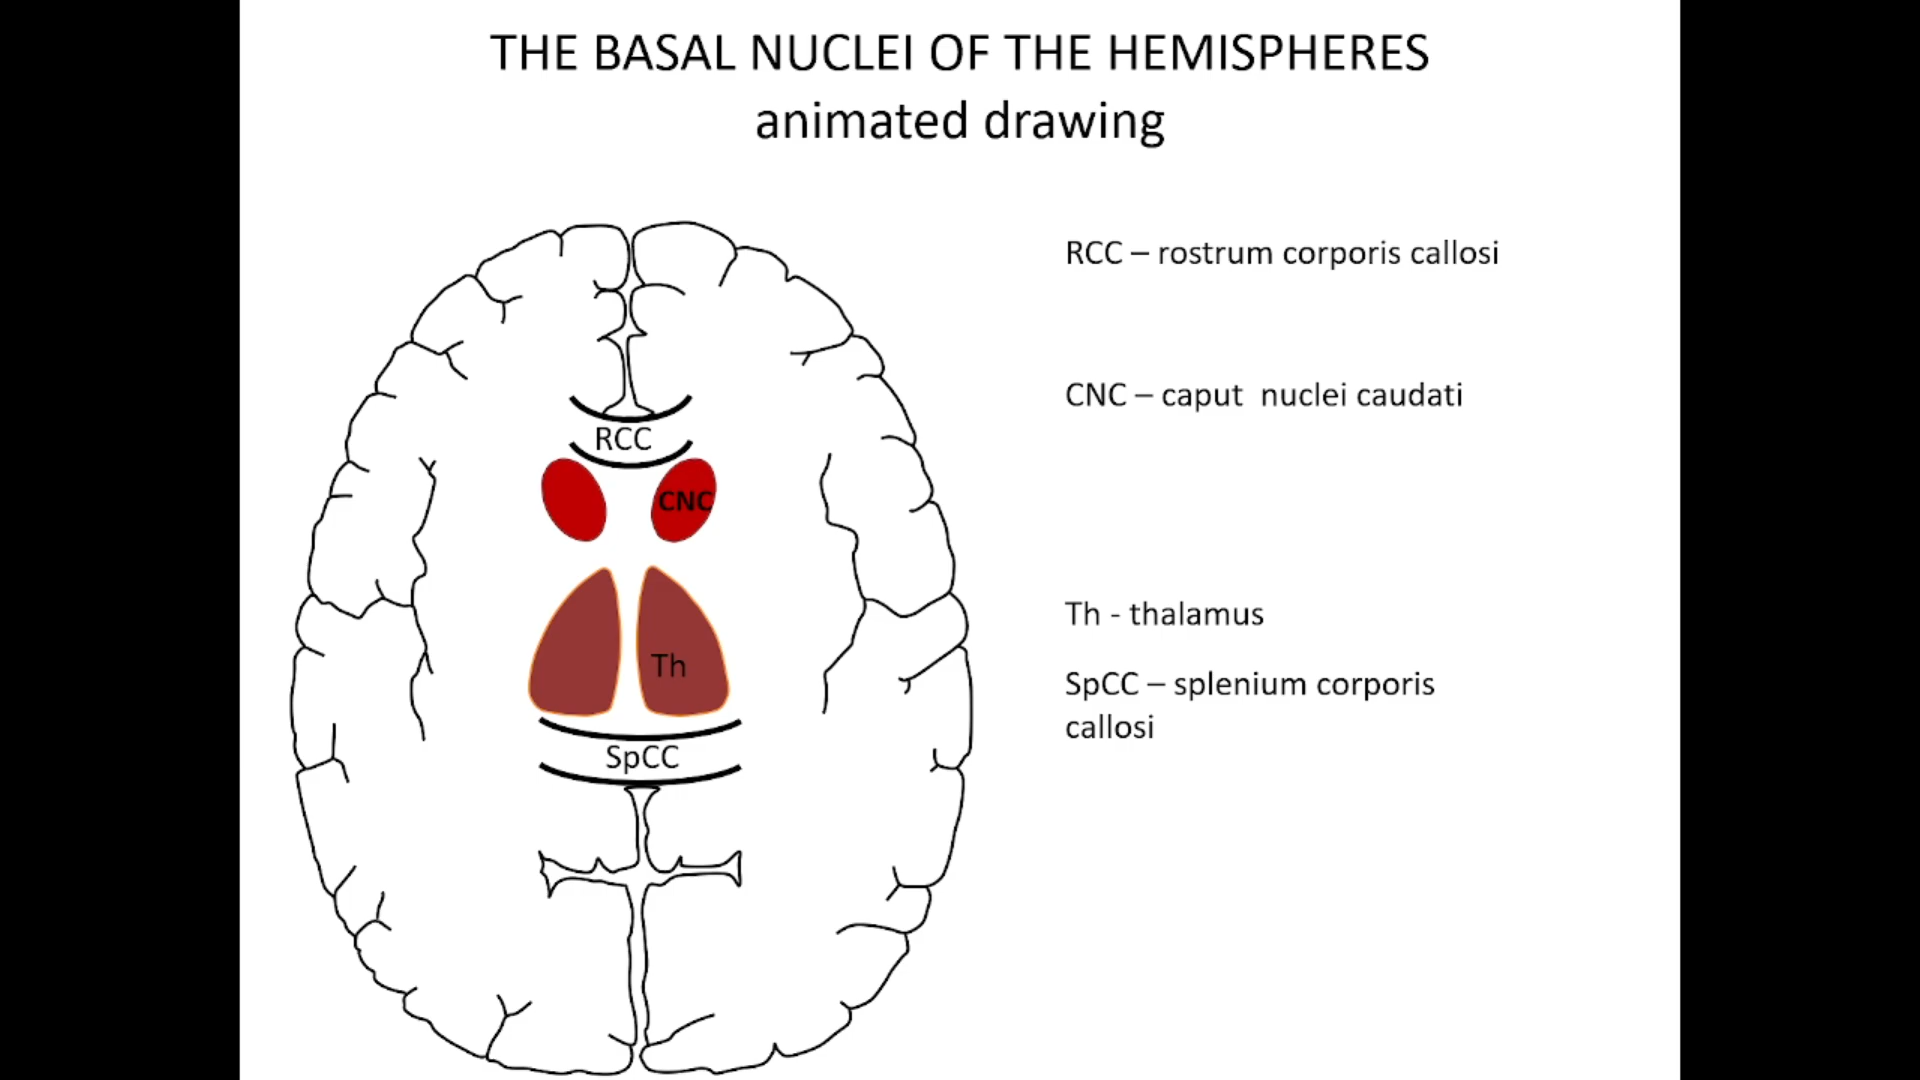 THE BASAL NUCLEI OF THE HEMISPHERES
animated drawing
RCC – rostrum corporis callosi
CNC – caput  nuclei caudati
Th - thalamus
SpCC – splenium corporis
callosi
RCC
CNC
Th
SpCC